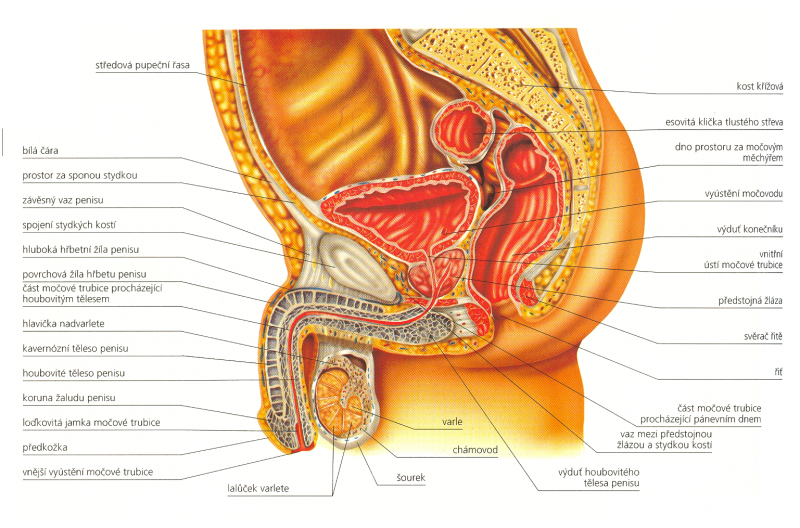 středová pupeční řasa
bílá čára
prostor za sponou stydkou
závěsný vaz penisu
spojení stydkých kostí
hluboká hřbetní žíla penisu
povrchová žíla hřbetu penisu
část močové trubice procházející
houbovitým tělesem
hlavička nadvarlete
kavernózní těleso penisu
houbovité těleso penisu
koruna žaludu penisu
loďkovitá jamka močové trubice
předkožka
vnější vyústění močové trubice
lalůček varlete
šourek
chámovod
varle
kost křížová
esovitá klička tlustého střeva
dno prostoru za močovým
měchýřem
vyústění močovodu
výduť konečníku
vnitřní
ústí močové trubice
předstojná žláza
svěrač řitě
řiť
část močové trubice
procházející pánevním dnem
vaz mezi předstojnou
žlázou a stydkou kostí
výduť houbovitého
tělesa penisu